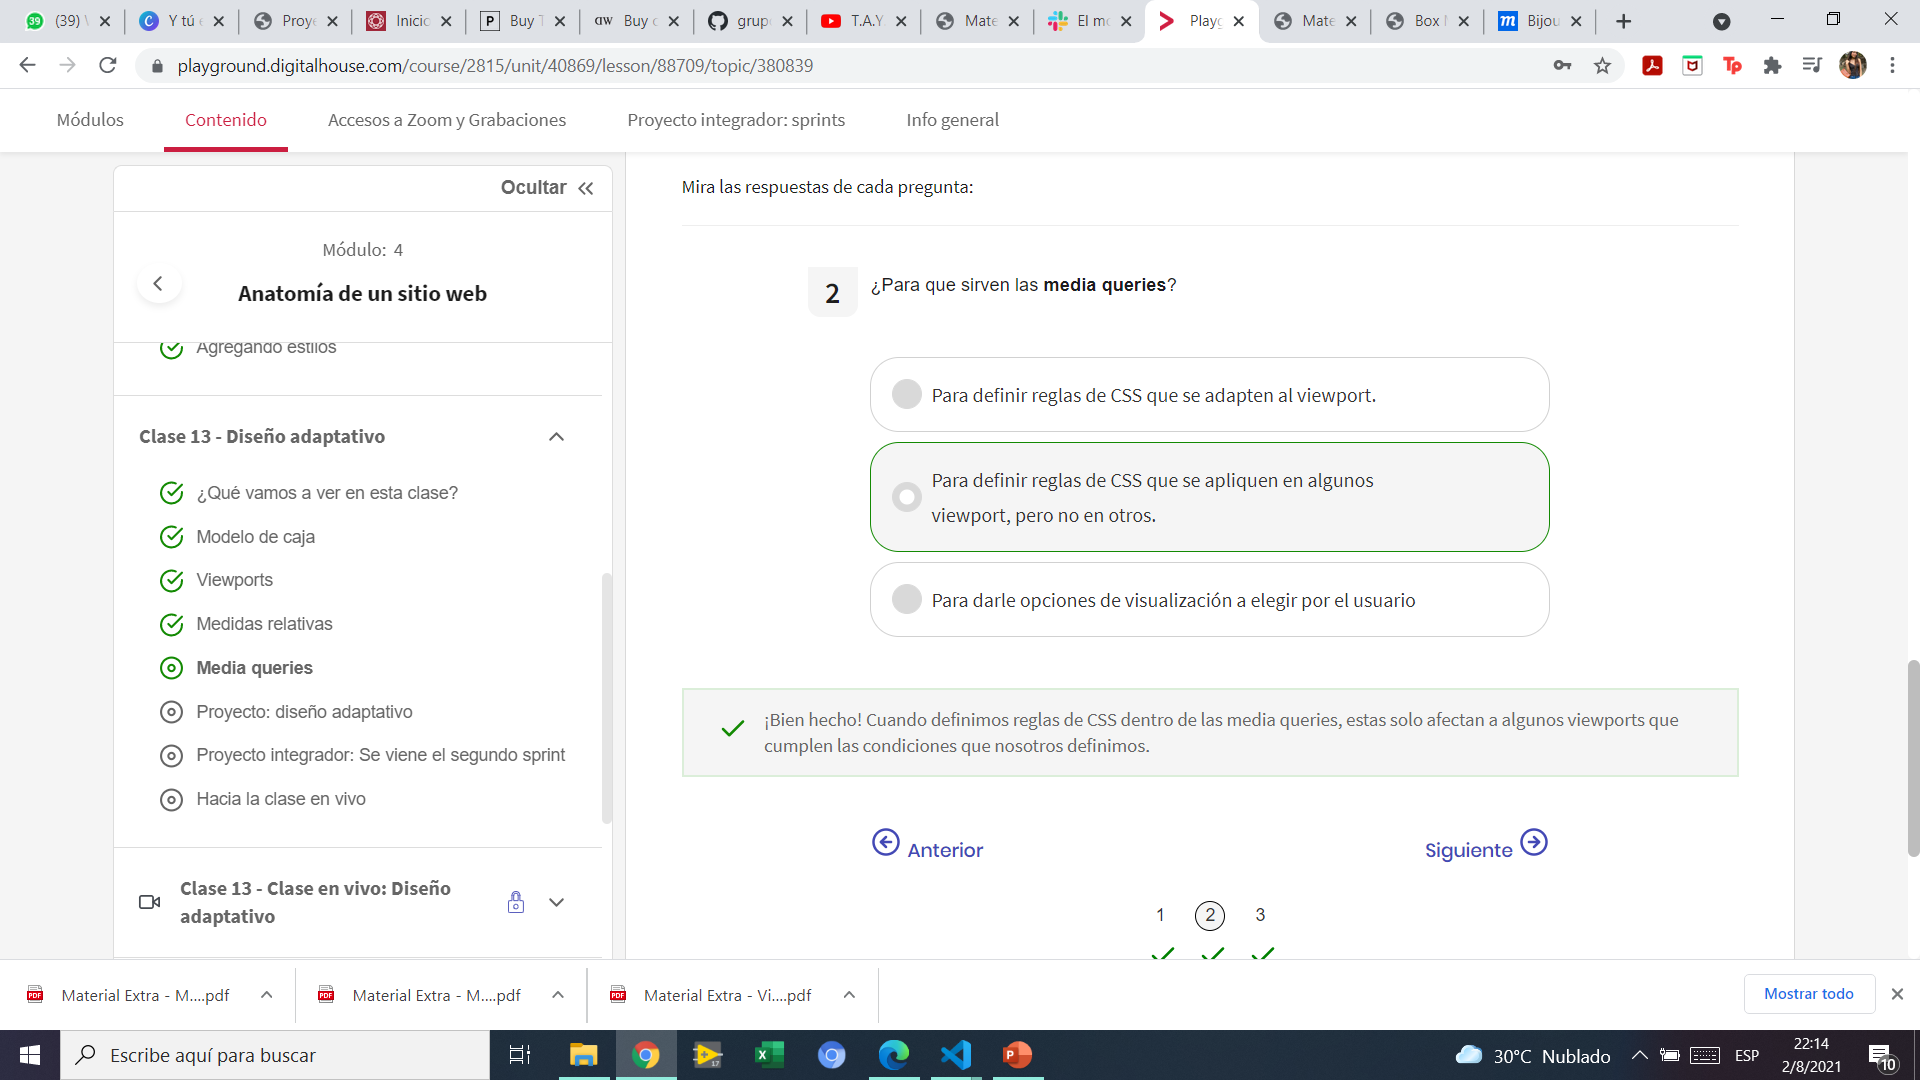 (39) W
Y tú e
Proye
Inicio
Buy T
Buy c
grupo
T.A.Y.
Mate
El mo
Playg
Mate
Box M
Bijou
playground.digitalhouse.com/course/2815/unit/40869/lesson/88709/topic/380839
Módulos
Contenido
Accesos a Zoom y Grabaciones
Proyecto integrador: sprints
Info general
Ocultar
Módulo: 4
Anatomía de un sitio web
Agregando estilos
Clase 13 - Diseño adaptativo
¿Qué vamos a ver en esta clase?
Modelo de caja
Viewports
Medidas relativas
Media queries
Proyecto: diseño adaptativo
Proyecto integrador: Se viene el segundo sprint
Hacia la clase en vivo
Clase 13 - Clase en vivo: Diseño
adaptativo
Mira las respuestas de cada pregunta:
2 ¿Para que sirven las media queries?
Para definir reglas de CSS que se adapten al viewport.
Para definir reglas de CSS que se apliquen en algunos
viewport, pero no en otros.
Para darle opciones de visualización a elegir por el usuario
¡Bien hecho! Cuando definimos reglas de CSS dentro de las media queries, estas solo afectan a algunos viewports que
cumplen las condiciones que nosotros definimos.
Anterior
Siguiente
1 2 3
Material Extra - M....pdf
Material Extra - M....pdf
Material Extra - Vi....pdf
Mostrar todo
Escribe aquí para buscar
30°C Nublado
ESP
22:14
2/8/2021
10